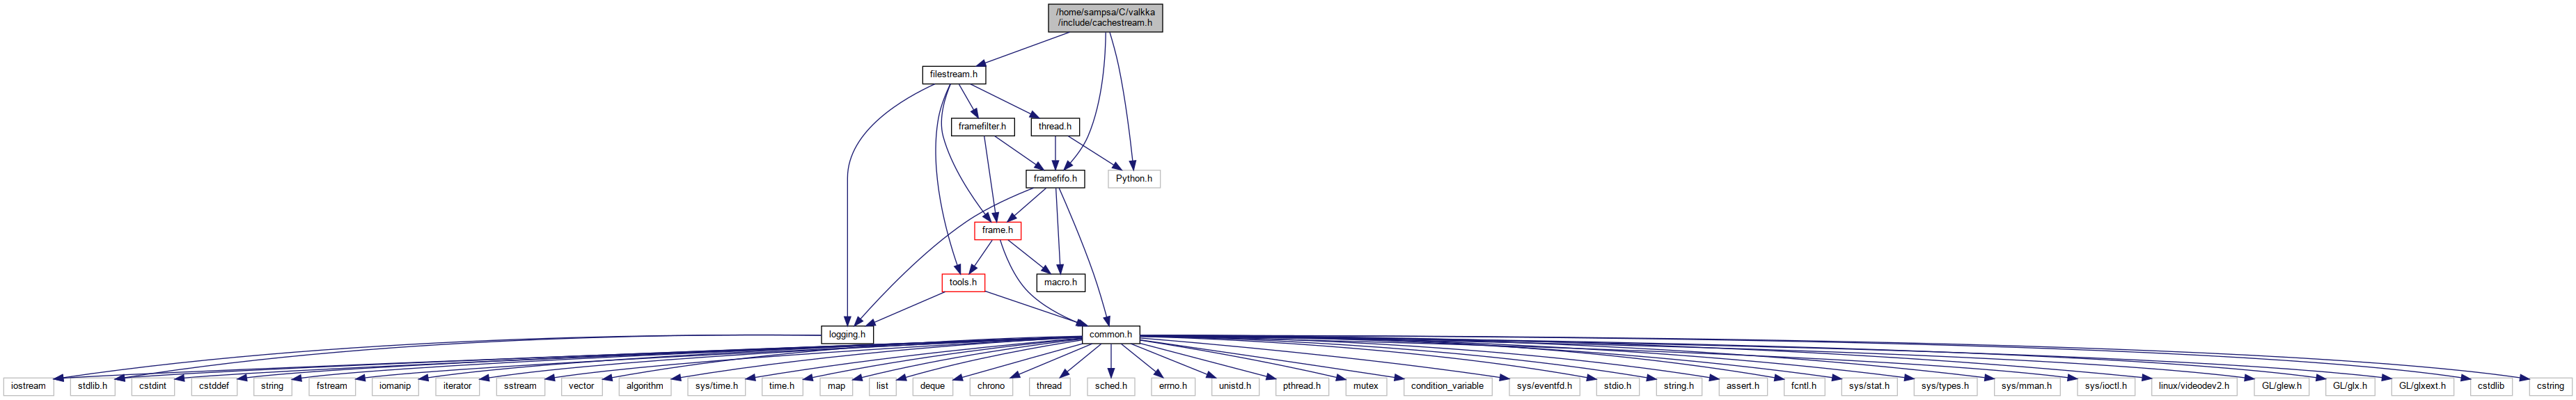 /home/sampsa/C/valkka
/include/cachestream.h
filestream.h
framefilter.h
thread.h
framefifo.h
Python.h
frame.h
tools.h
macro.h
logging.h
common.h
iostream
stdlib.h
cstdint
cstddef
string
fstream
iomanip
iterator
sstream
vector
algorithm
sys/time.h
time.h
map
list
deque
chrono
thread
sched.h
errno.h
unistd.h
pthread.h
mutex
condition_variable
sys/eventfd.h
stdio.h
string.h
assert.h
fcntl.h
sys/stat.h
sys/types.h
sys/mman.h
sys/ioctl.h
linux/videodev2.h
GL/glew.h
GL/glx.h
GL/glxext.h
cstdlib
cstring